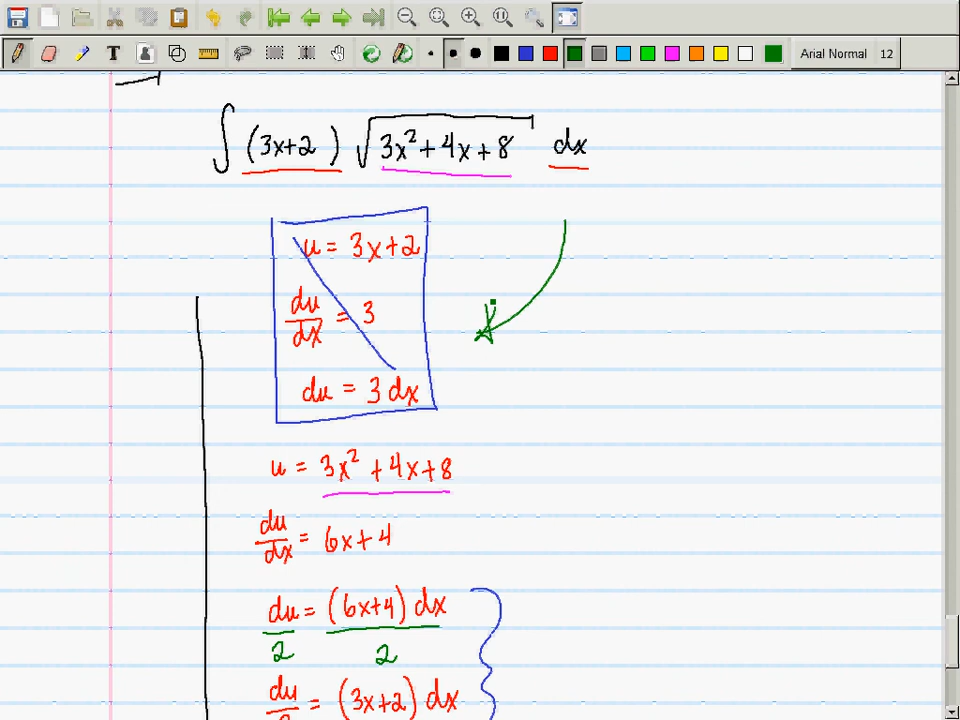 Arial Normal 12
∫ (3x+2) √(3x²+4x+8) dx
u = 3x+2
du/dx = 3
du = 3 dx
u = 3x²+4x+8
du/dx = 6x+4
du/2 = (6x+4) dx/2
du/2 = (3x+2) dx